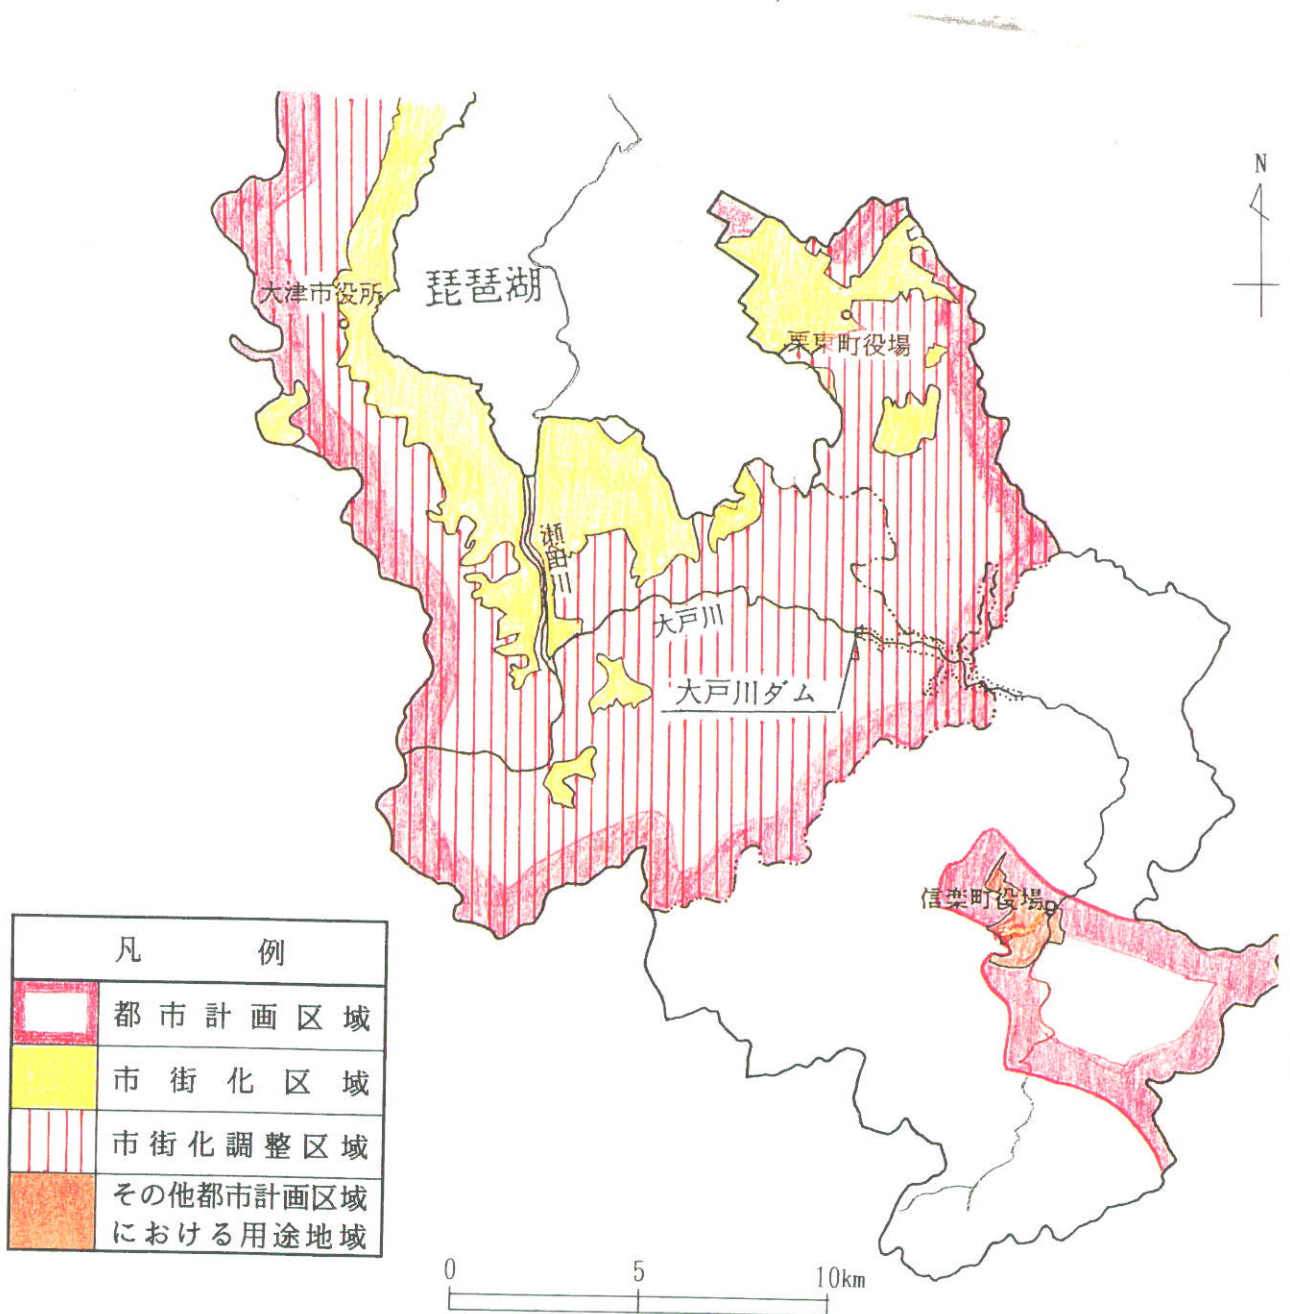 N
大津市役所
琵琶湖
栗東町役場
瀬田川
大戸川
大戸川ダム
信楽町役場
凡 例
都市計画区域
市街化区域
市街化調整区域
その他都市計画区域
における用途地域
0 5 10km